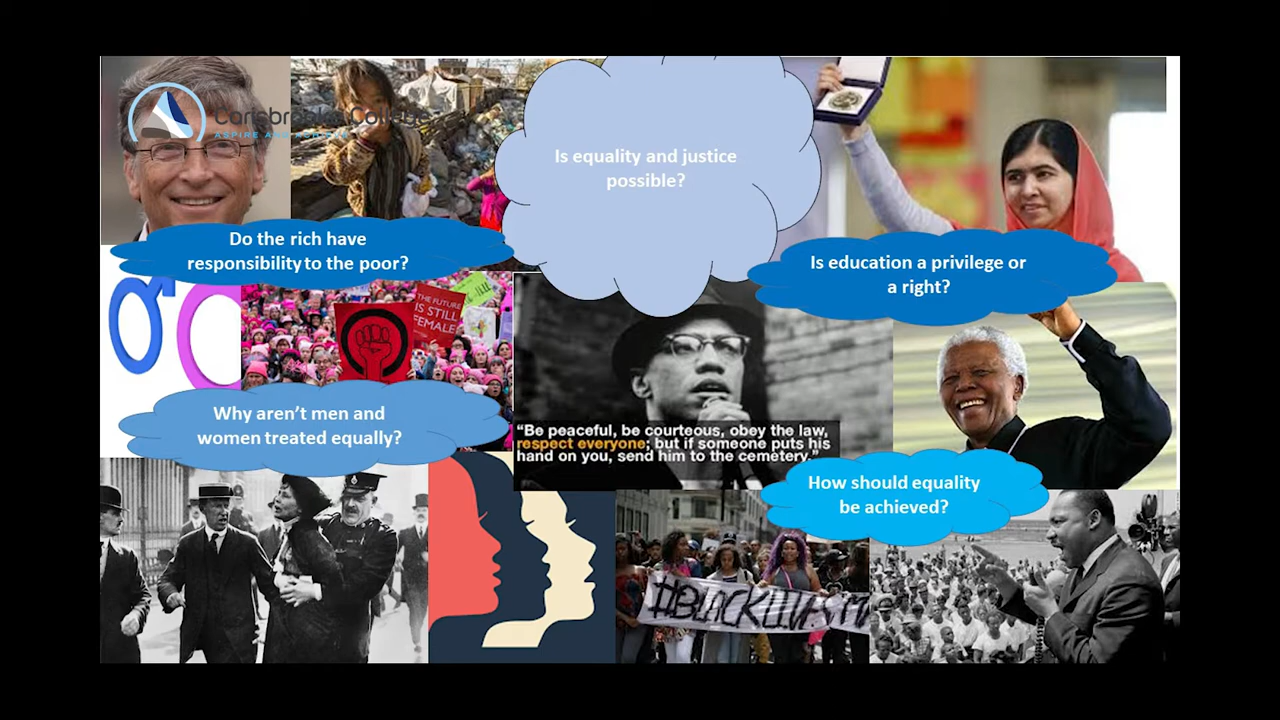 Carisbrooke College
Is equality and justice
possible?
Do the rich have
responsibility to the poor?
Is education a privilege or
a right?
THE FUTURE
IS STILL
FEMALE
Why aren't men and
women treated equally?
"Be peaceful, be courteous, obey the law,
respect everyone; but if someone puts his
hand on you, send him to the cemetery."
How should equality
be achieved?
#BLACKLIVESM